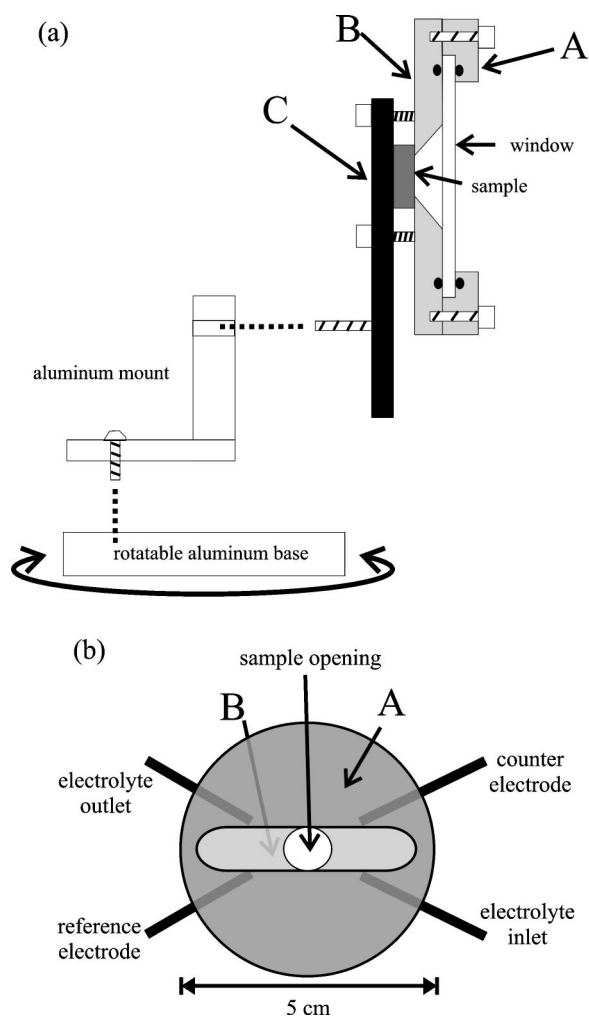 (a)
B
A
C
window
sample
aluminum mount
rotatable aluminum base
(b)
sample opening
B
A
electrolyte
outlet
counter
electrode
reference
electrode
electrolyte
inlet
5 cm